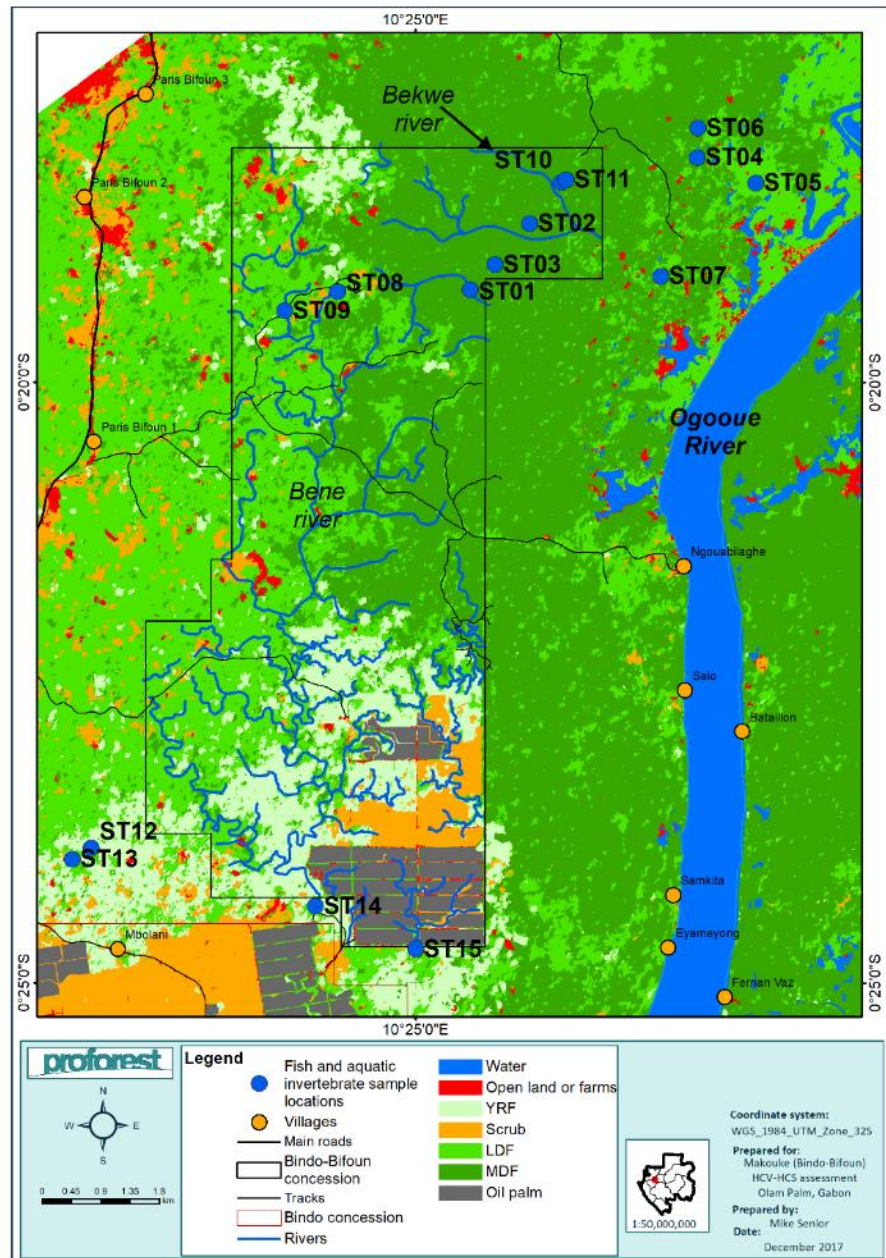 10°25'0"E
Paris Bifoun 3
Bekwe
river
ST06
ST10
ST04
ST11
ST05
Paris Bifoun 2
ST02
ST03
ST07
ST08
ST01
ST09
0°20'0"S
0°20'0"S
Paris Bifoun 1
Ogooue
River
Bene
river
Ngouabilaghe
Salo
Bataillon
ST12
ST13
Samkita
ST14
Mbolani
ST15
Eyameyong
0°25'0"S
0°25'0"S
Fernan Vaz
10°25'0"E
proforest
N
W
E
S
0 0.45 0.9 1.35 1.8
km
Legend
Fish and aquatic
invertebrate sample
locations
Villages
Main roads
Bindo-Bifoun
concession
Tracks
Bindo concession
Rivers
Water
Open land or farms
YRF
Scrub
LDF
MDF
Oil palm
1:50,000,000
Coordinate system:
WGS_1984_UTM_Zone_32S
Prepared for:
Makouke (Bindo-Bifoun)
HCV-HCS assessment
Olam Palm, Gabon
Prepared by:
Mike Senior
Date:
December 2017